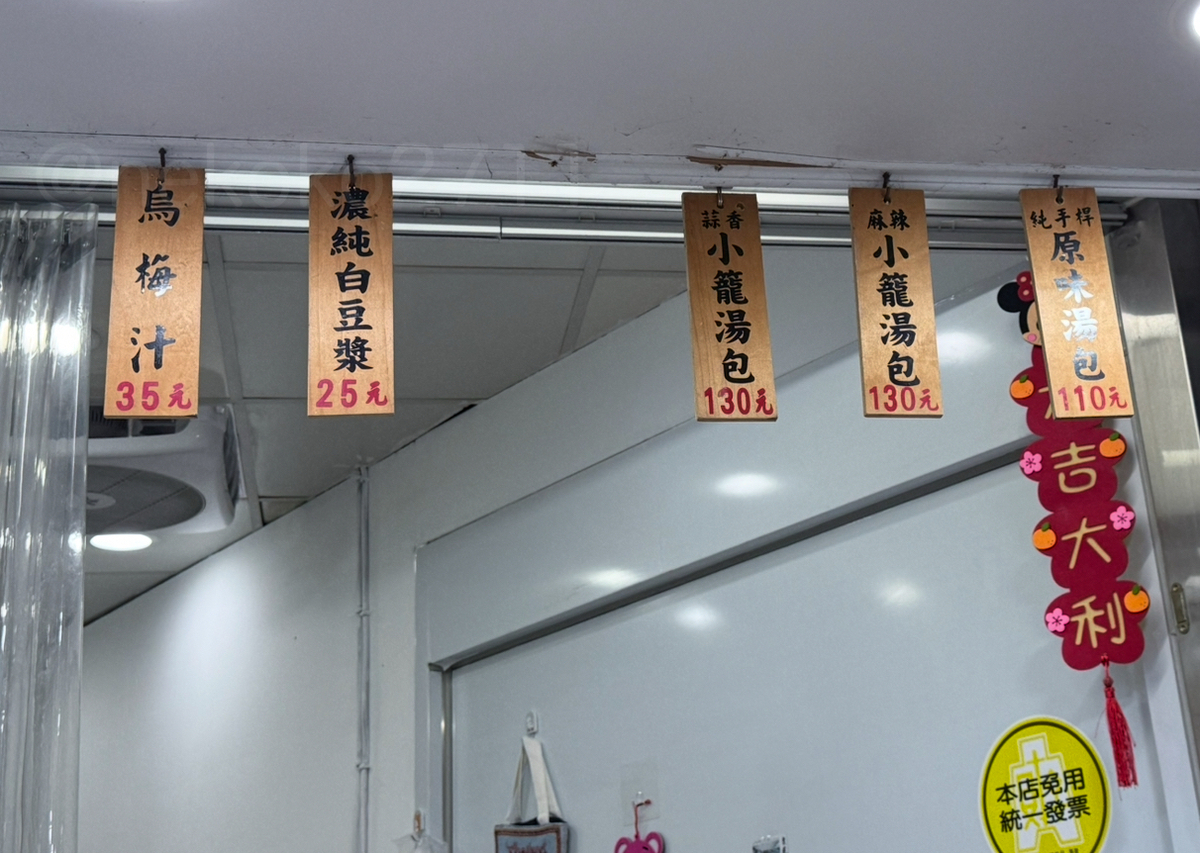 烏梅汁
35元
濃純白豆漿
25元
蒜香
小籠湯包
130元
麻辣
小籠湯包
130元
純手桿
原味湯包
110元
吉大利
本店免用
統一發票